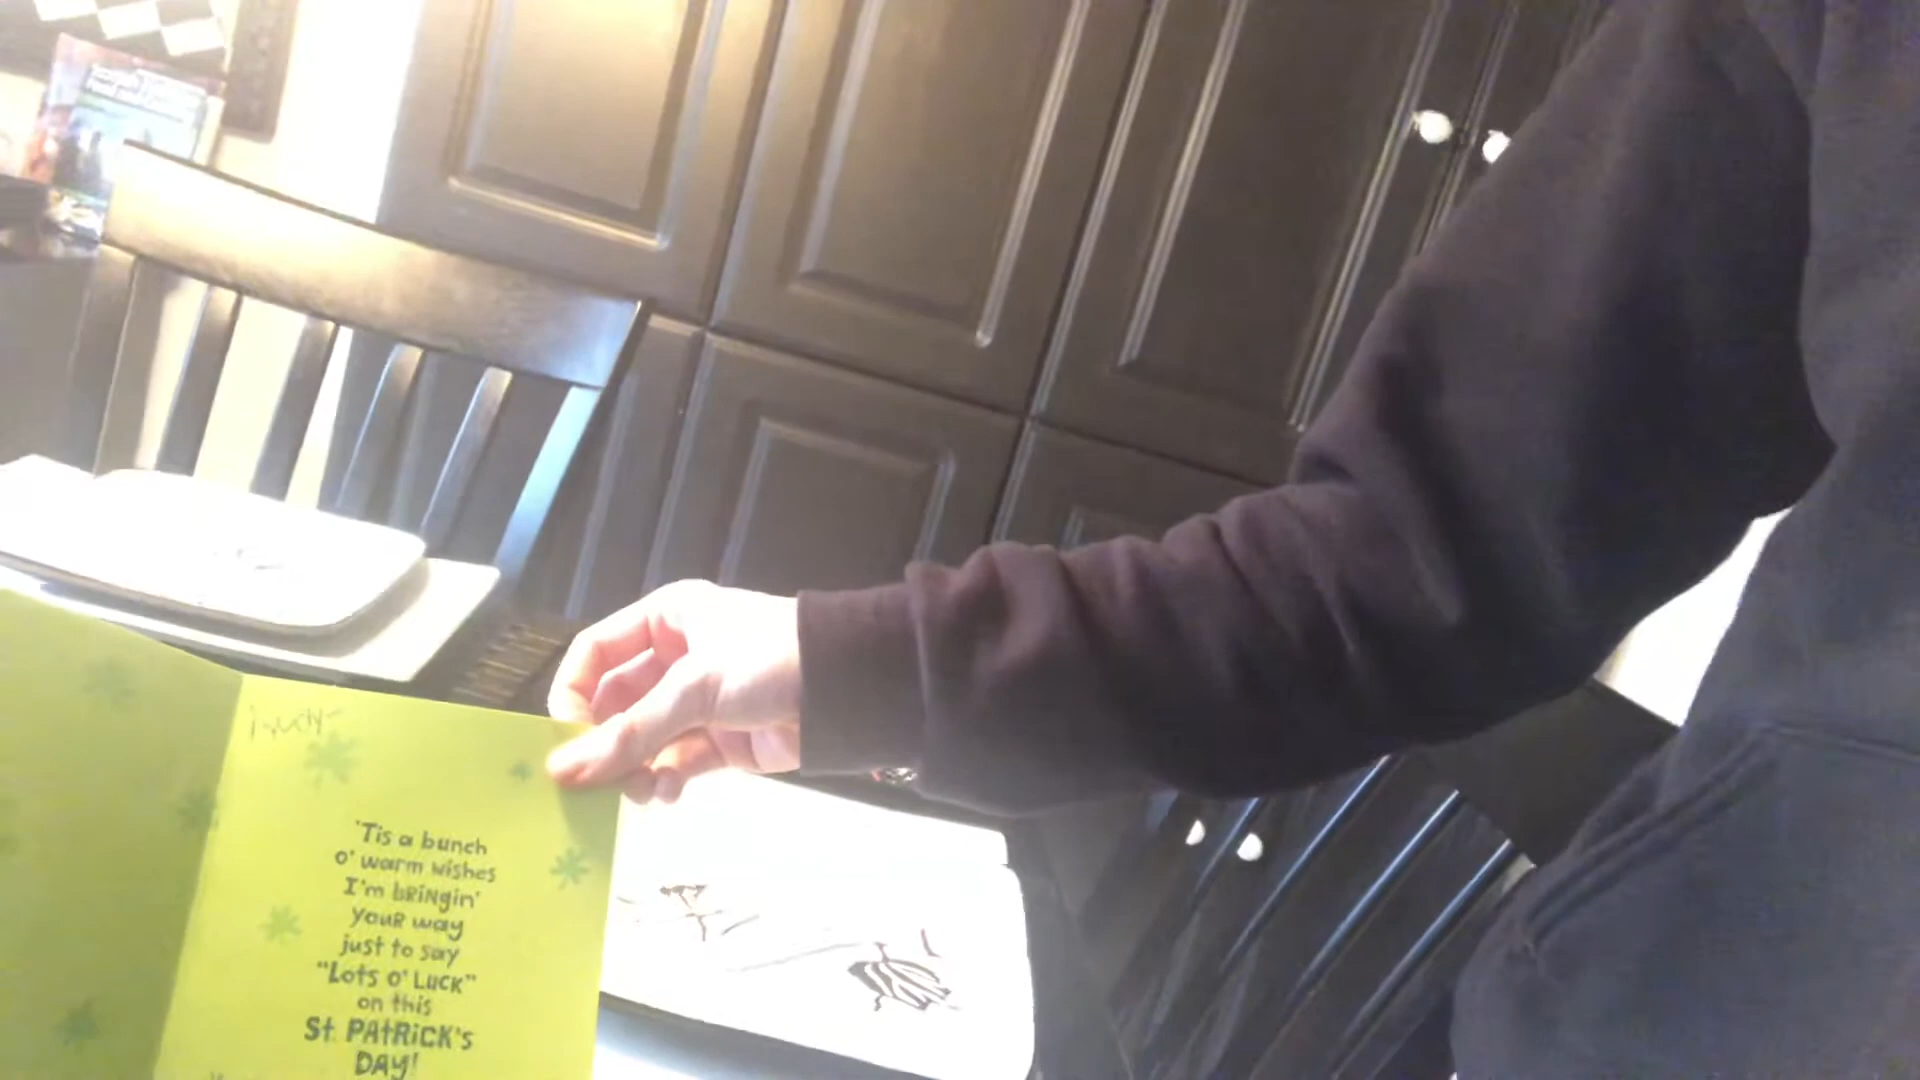 'Tis a bunch
o' warm wishes
I'm bRiNgin'
youR way
just to say
"Lots o' Luck"
on this
St. PAtRiCK's
DAY!